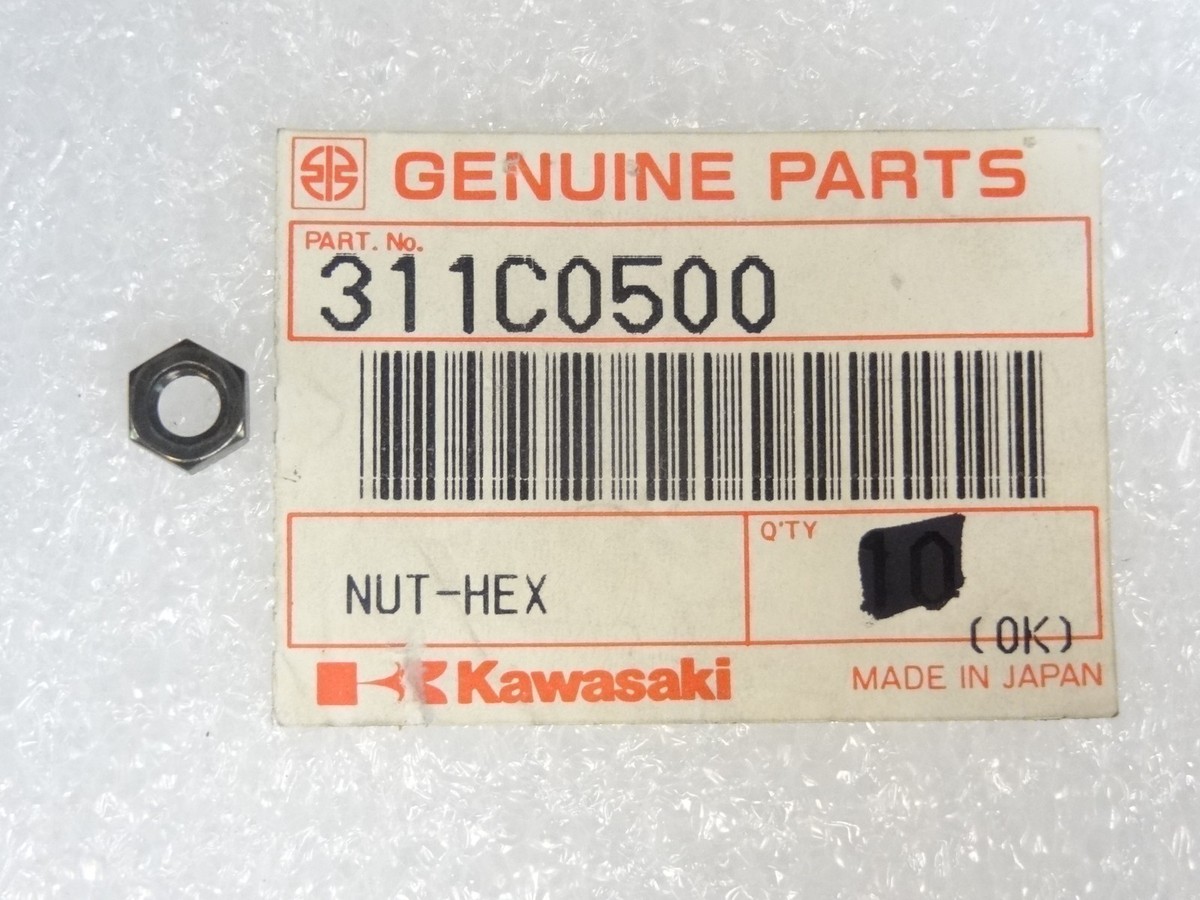 GENUINE PARTS
PART. No.
311C0500
NUT-HEX
Q'TY
10
(OK)
Kawasaki
MADE IN JAPAN